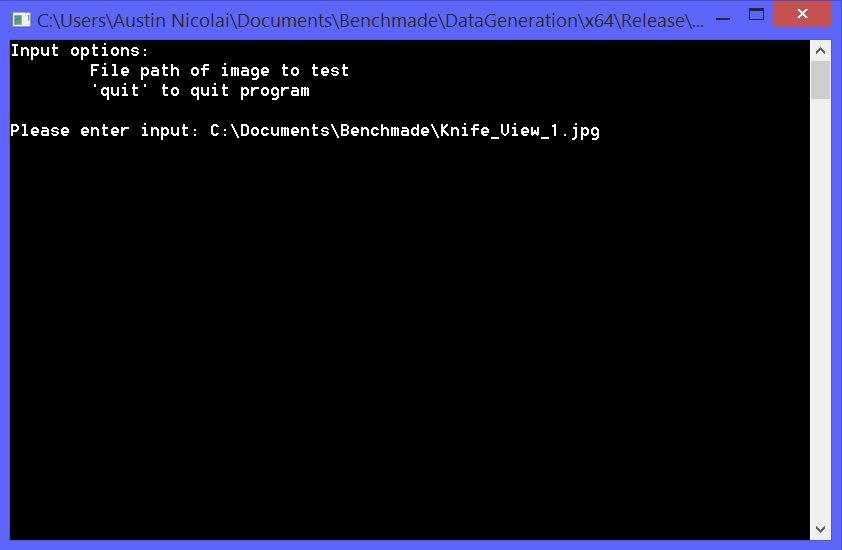 C:\Users\Austin Nicolai\Documents\Benchmade\DataGeneration\x64\Release\...
Input options:
File path of image to test
'quit' to quit program
Please enter input: C:\Documents\Benchmade\Knife_View_1.jpg